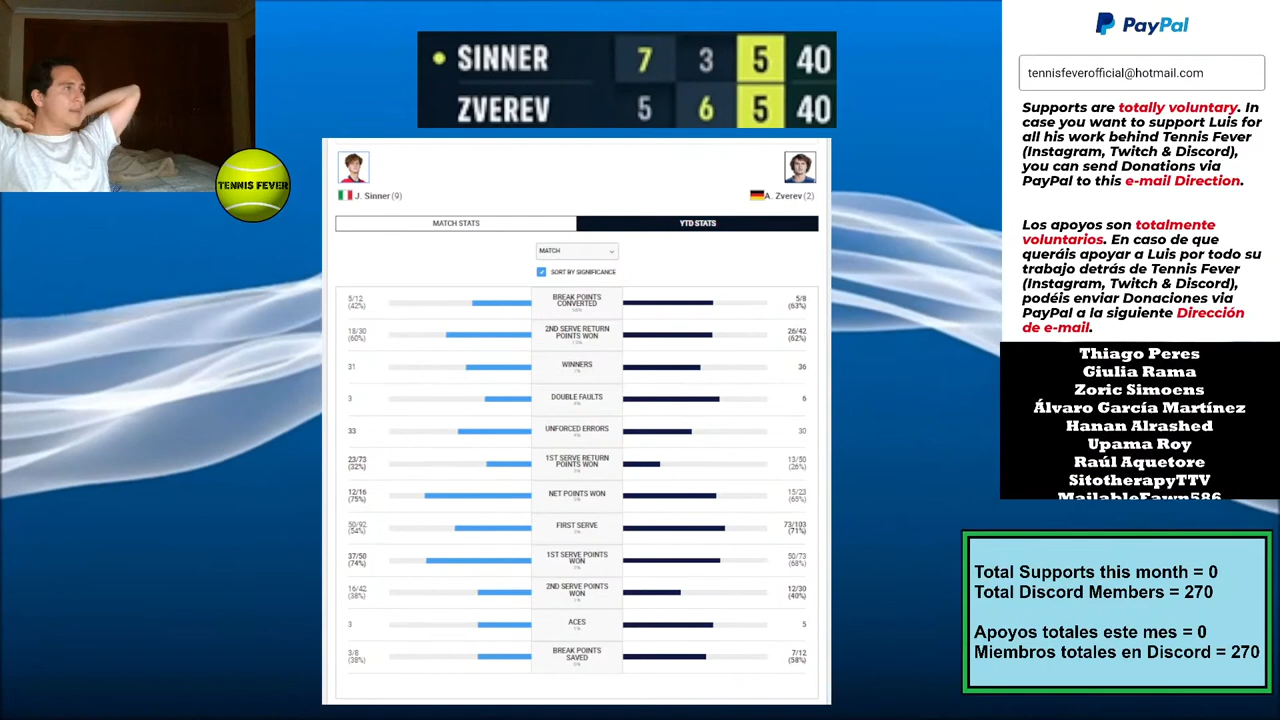 SINNER 7 3 5 40
ZVEREV 5 6 5 40
TENNIS FEVER
J. Sinner (9)
A. Zverev (2)
MATCH STATS
YTD STATS
MATCH
SORT BY SIGNIFICANCE
5/12 BREAK POINTS 5/8
(42%) CONVERTED (63%)
18/30 2ND SERVE RETURN 26/42
(60%) POINTS WON (62%)
31 WINNERS 36
3 DOUBLE FAULTS 6
33 UNFORCED ERRORS 30
23/73 1ST SERVE RETURN 13/50
(32%) POINTS WON (26%)
12/16 NET POINTS WON 15/23
(75%) (65%)
50/92 FIRST SERVE 73/103
(54%) (71%)
37/50 1ST SERVE POINTS 50/73
(74%) WON (68%)
16/42 2ND SERVE POINTS 12/30
(38%) WON (40%)
3 ACES 5
3/8 BREAK POINTS 7/12
(38%) SAVED (58%)
PayPal
tennisfeverofficial@hotmail.com
Supports are totally voluntary. In
case you want to support Luis for
all his work behind Tennis Fever
(Instagram, Twitch & Discord),
you can send Donations via
PayPal to this e-mail Direction.
Los apoyos son totalmente
voluntarios. En caso de que
queráis apoyar a Luis por todo su
trabajo detrás de Tennis Fever
(Instagram, Twitch & Discord),
podéis enviar Donaciones via
PayPal a la siguiente Dirección
de e-mail.
Thiago Peres
Giulia Rama
Zoric Simoens
Álvaro García Martínez
Hanan Alrashed
Upama Roy
Raúl Aquetore
SitotherapyTTV
MailableFawn586
Total Supports this month = 0
Total Discord Members = 270
Apoyos totales este mes = 0
Miembros totales en Discord = 270